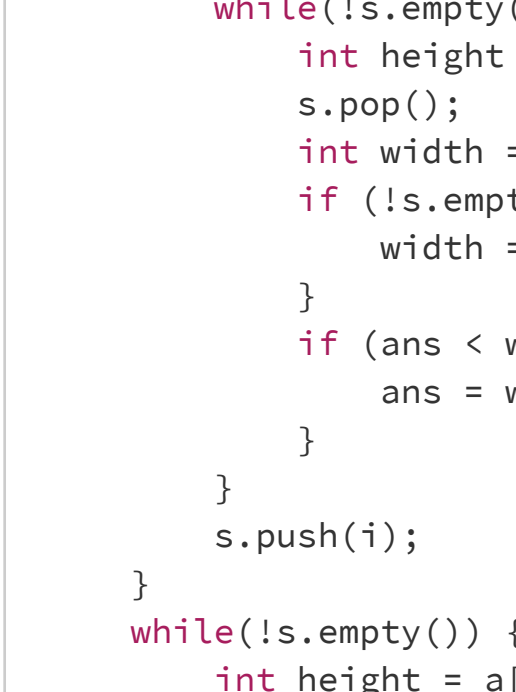 while(!s.empty(
int height
s.pop();
int width =
if (!s.empt
width =
}
if (ans < w
ans = w
}
}
s.push(i);
}
while(!s.empty()) {
int height = a[